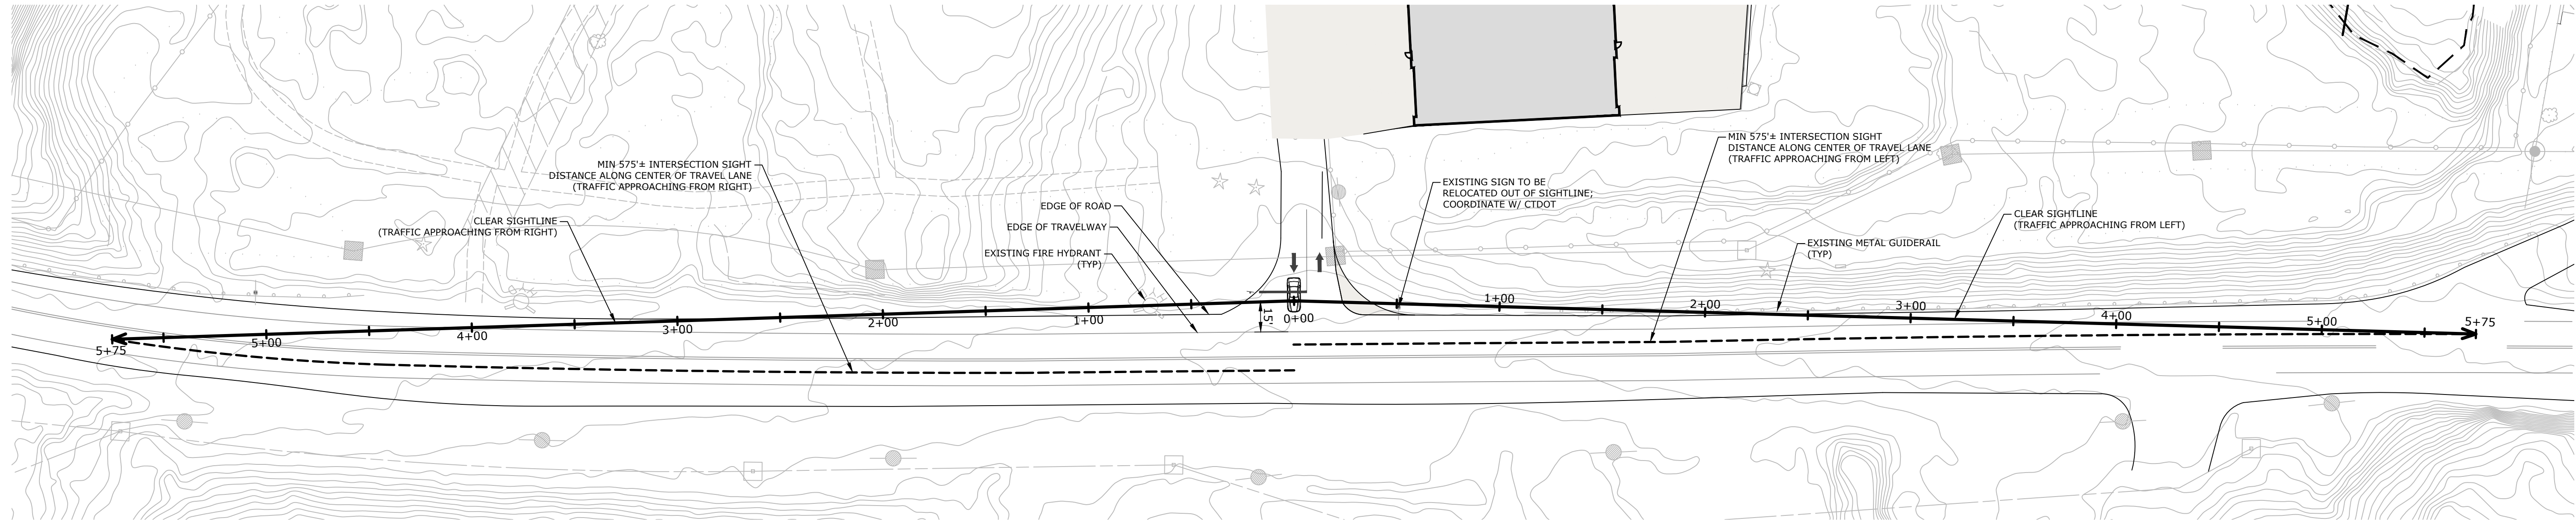 MIN 575'± INTERSECTION SIGHT
DISTANCE ALONG CENTER OF TRAVEL LANE
(TRAFFIC APPROACHING FROM RIGHT)
CLEAR SIGHTLINE
(TRAFFIC APPROACHING FROM RIGHT)
EDGE OF ROAD
EDGE OF TRAVELWAY
EXISTING FIRE HYDRANT
(TYP)
EXISTING SIGN TO BE
RELOCATED OUT OF SIGHTLINE;
COORDINATE W/ CTDOT
MIN 575'± INTERSECTION SIGHT
DISTANCE ALONG CENTER OF TRAVEL LANE
(TRAFFIC APPROACHING FROM LEFT)
EXISTING METAL GUIDERAIL
(TYP)
CLEAR SIGHTLINE
(TRAFFIC APPROACHING FROM LEFT)
5+75
5+00
4+00
3+00
2+00
1+00
15'
0+00
1+00
2+00
3+00
4+00
5+00
5+75